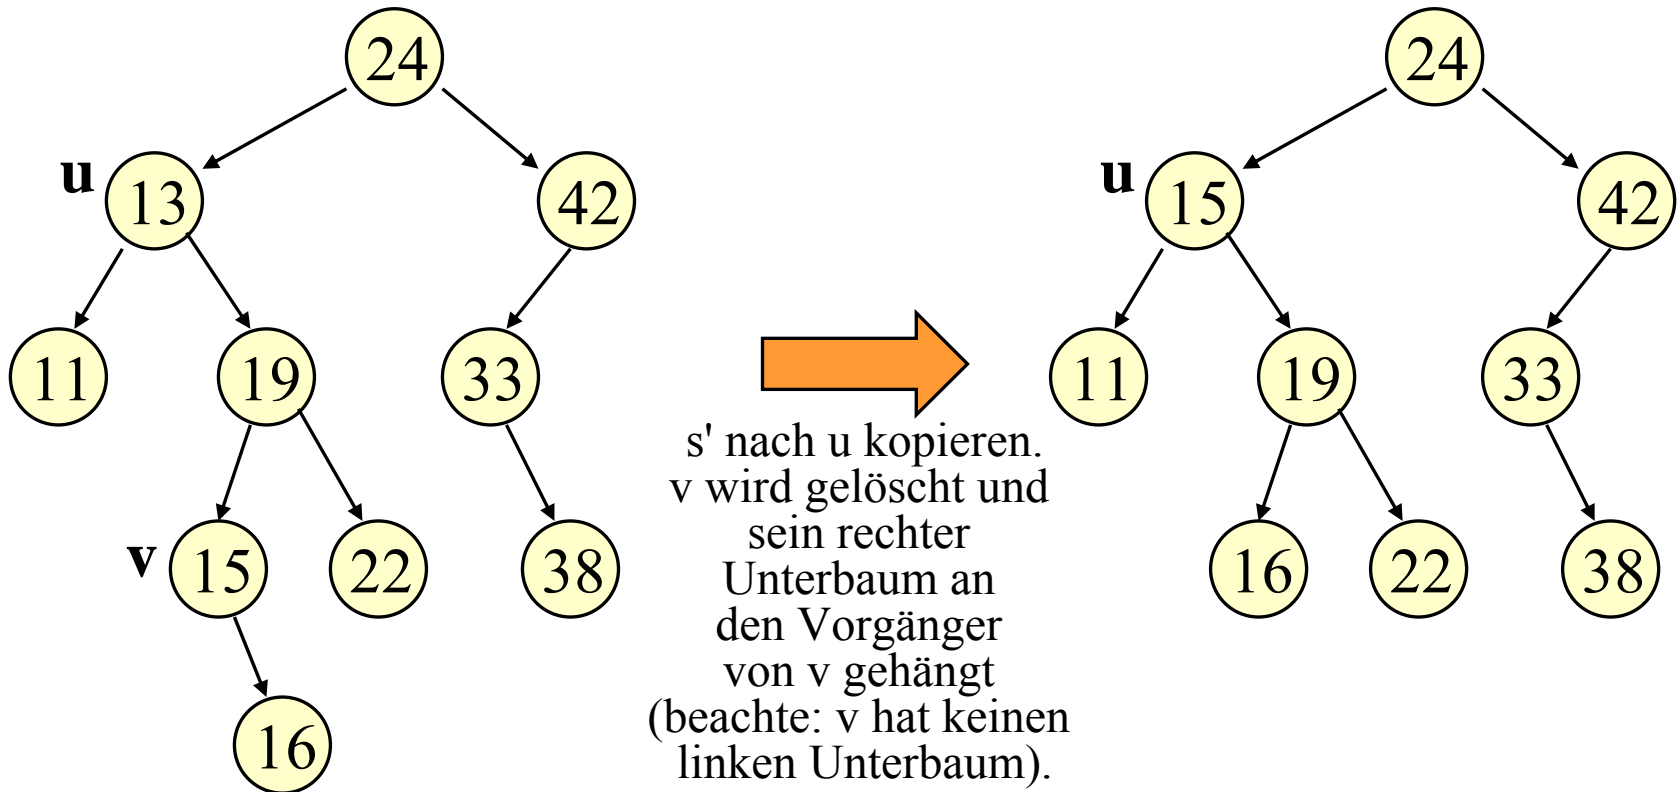 24
24
u
13
42
u
15
42
11
19
33
11
19
33
s' nach u kopieren.
v wird gelöscht und
sein rechter
Unterbaum an
den Vorgänger
von v gehängt
(beachte: v hat keinen
linken Unterbaum).
v
15
22
38
16
22
38
16